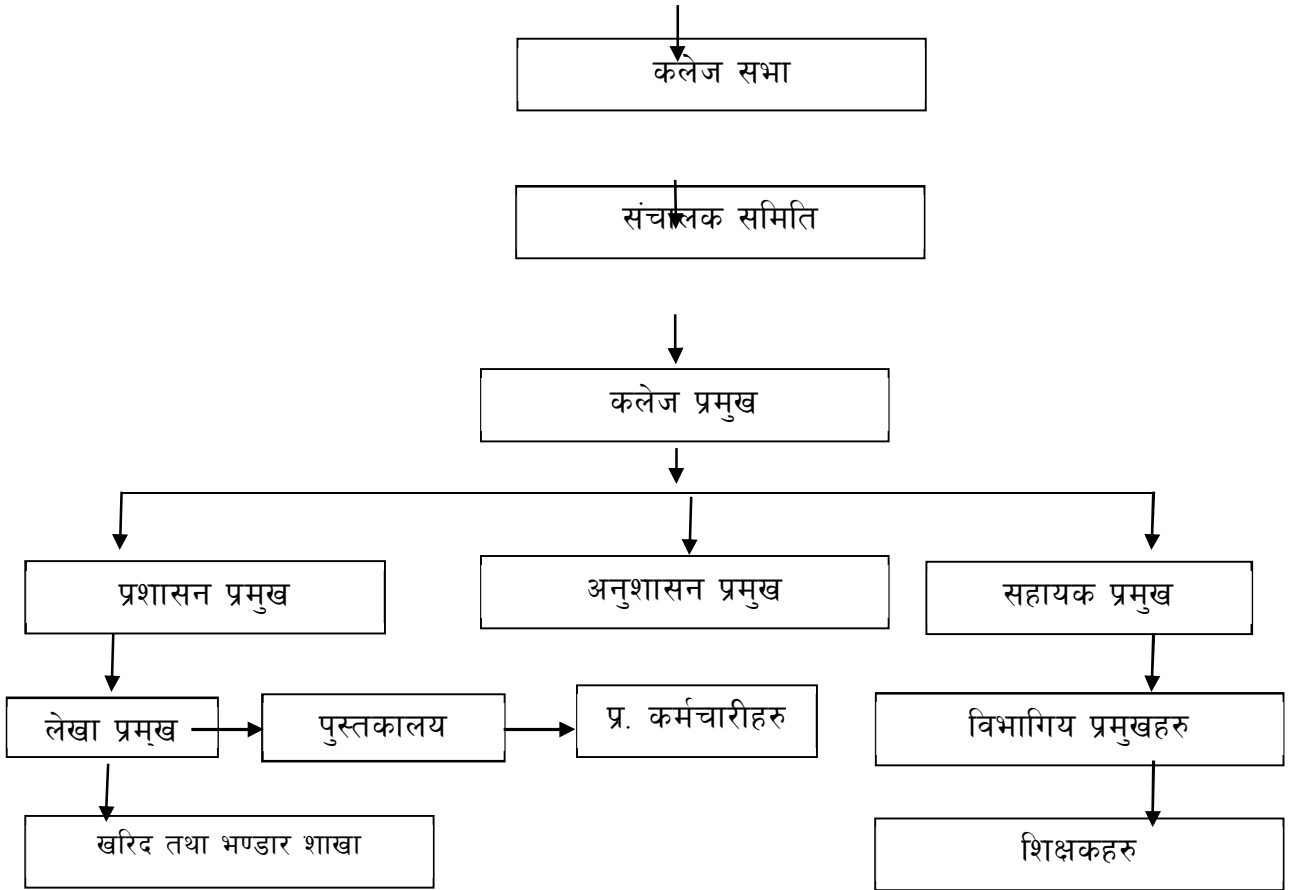 कलेज सभा
संचालक समिति
कलेज प्रमुख
प्रशासन प्रमुख
अनुशासन प्रमुख
सहायक प्रमुख
लेखा प्रमुख
पुस्तकालय
प्र. कर्मचारीहरु
विभागिय प्रमुखहरु
खरिद तथा भण्डार शाखा
शिक्षकहरु